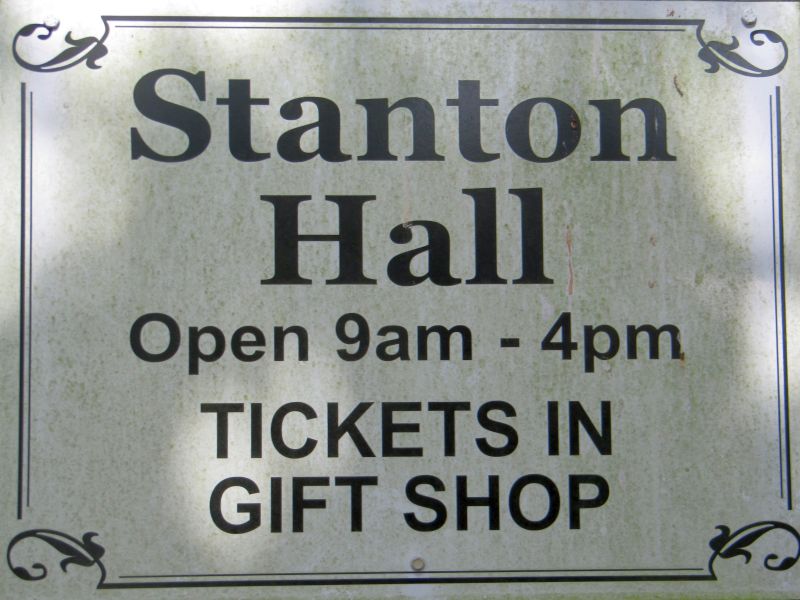 Stanton
Hall
Open 9am - 4pm
TICKETS IN
GIFT SHOP